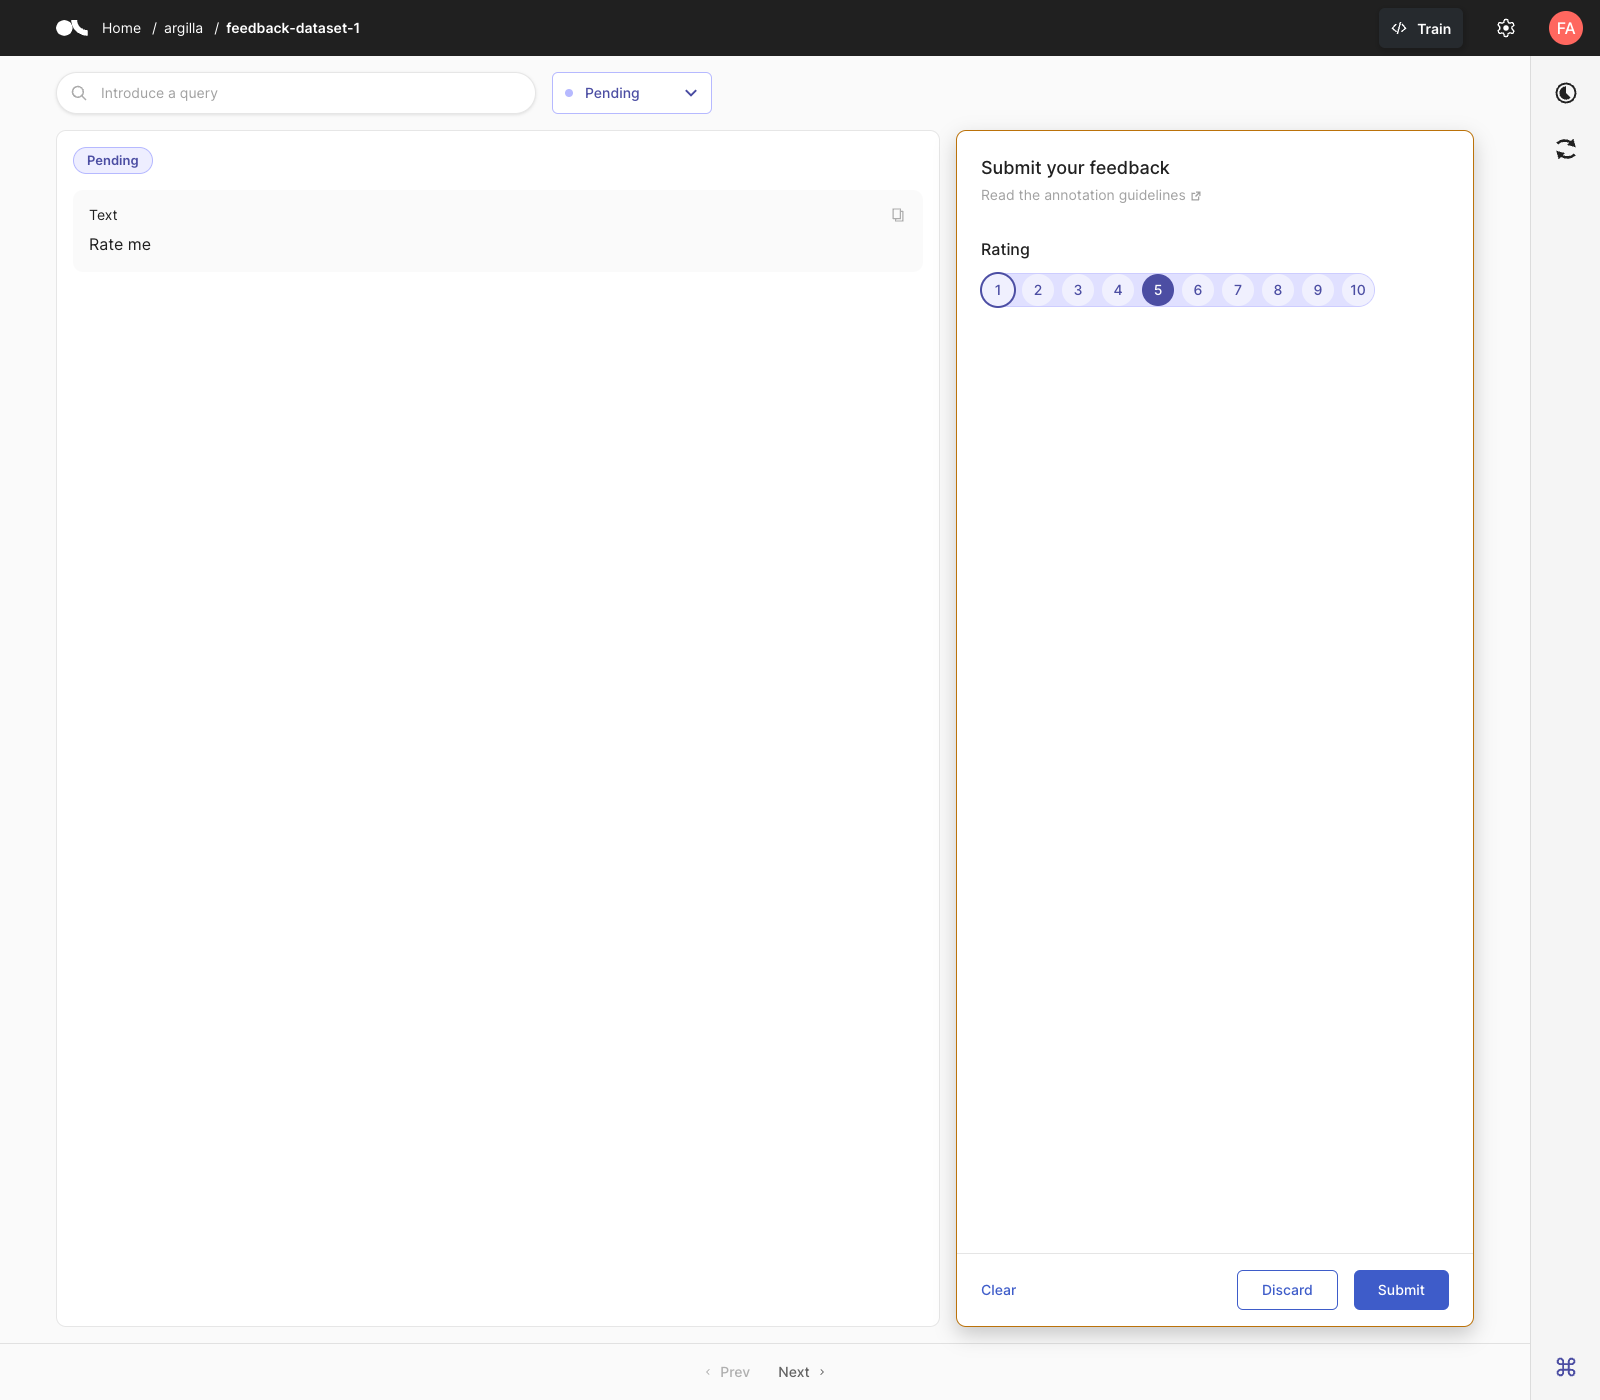 Home / argilla / feedback-dataset-1
Train
FA
Introduce a query
Pending
Pending
Text
Rate me
Submit your feedback
Read the annotation guidelines
Rating
1 2 3 4 5 6 7 8 9 10
Clear
Discard
Submit
Prev
Next